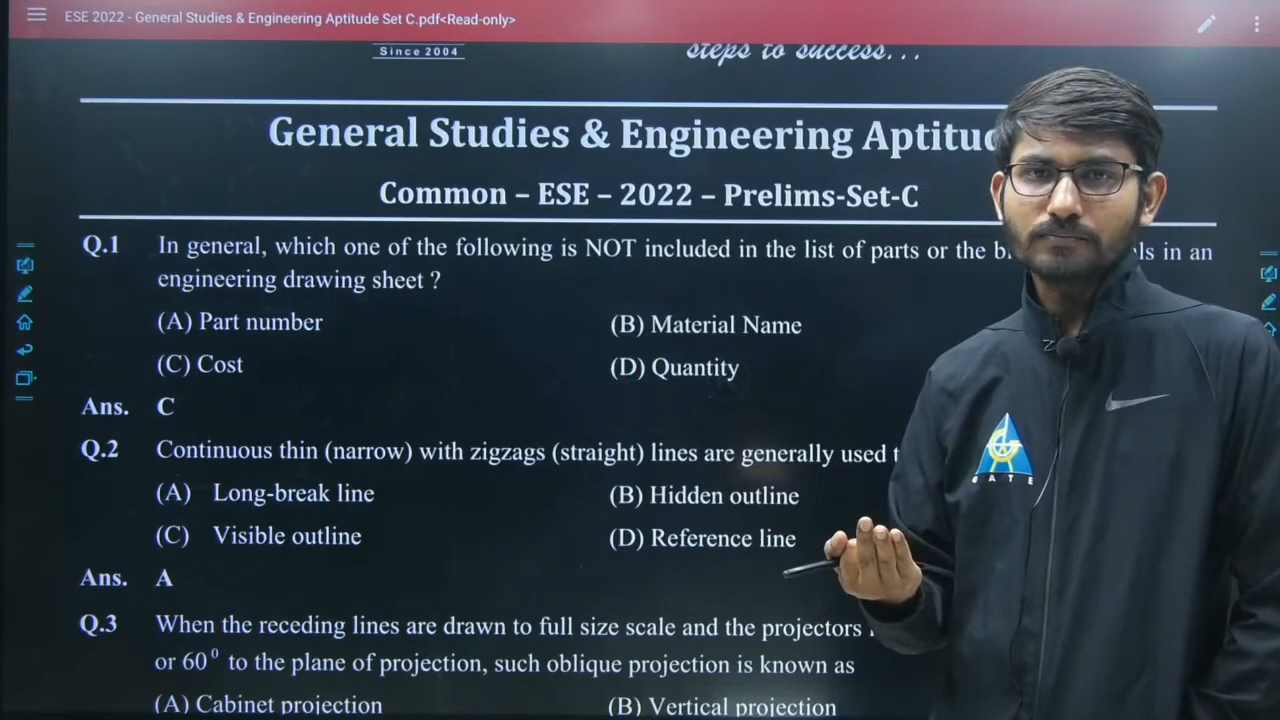 ESE 2022 - General Studies & Engineering Aptitude Set C.pdf<Read-only>
Since 2004
steps to success...
General Studies & Engineering
Common – ESE – 2022 – Prelims-Set-C
Q.1 In general, which one of the following is NOT included in the list of parts or the in an
engineering drawing sheet ?
(A) Part number (B) Material Name
(C) Cost (D) Quantity
Ans. C
Q.2 Continuous thin (narrow) with zigzags (straight) lines are generally used
(A) Long-break line (B) Hidden outline
(C) Visible outline (D) Reference line
Ans. A
Q.3 When the receding lines are drawn to full size scale and the projectors
or 60⁰ to the plane of projection, such oblique projection is known as
(A) Cabinet projection (B) Vertical projection
GATE